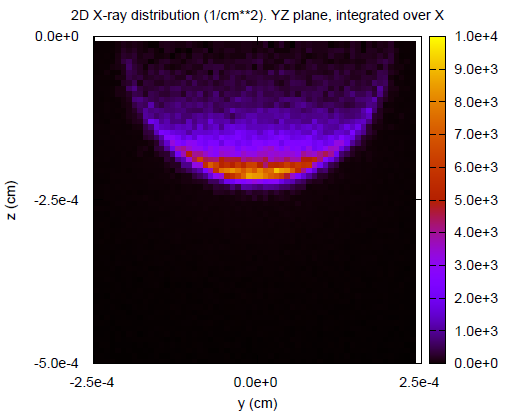 2D X-ray distribution (1/cm**2). YZ plane, integrated over X
0.0e+0
-2.5e-4
-5.0e-4
z (cm)
-2.5e-4 0.0e+0 2.5e-4
y (cm)
1.0e+4
9.0e+3
8.0e+3
7.0e+3
6.0e+3
5.0e+3
4.0e+3
3.0e+3
2.0e+3
1.0e+3
0.0e+0